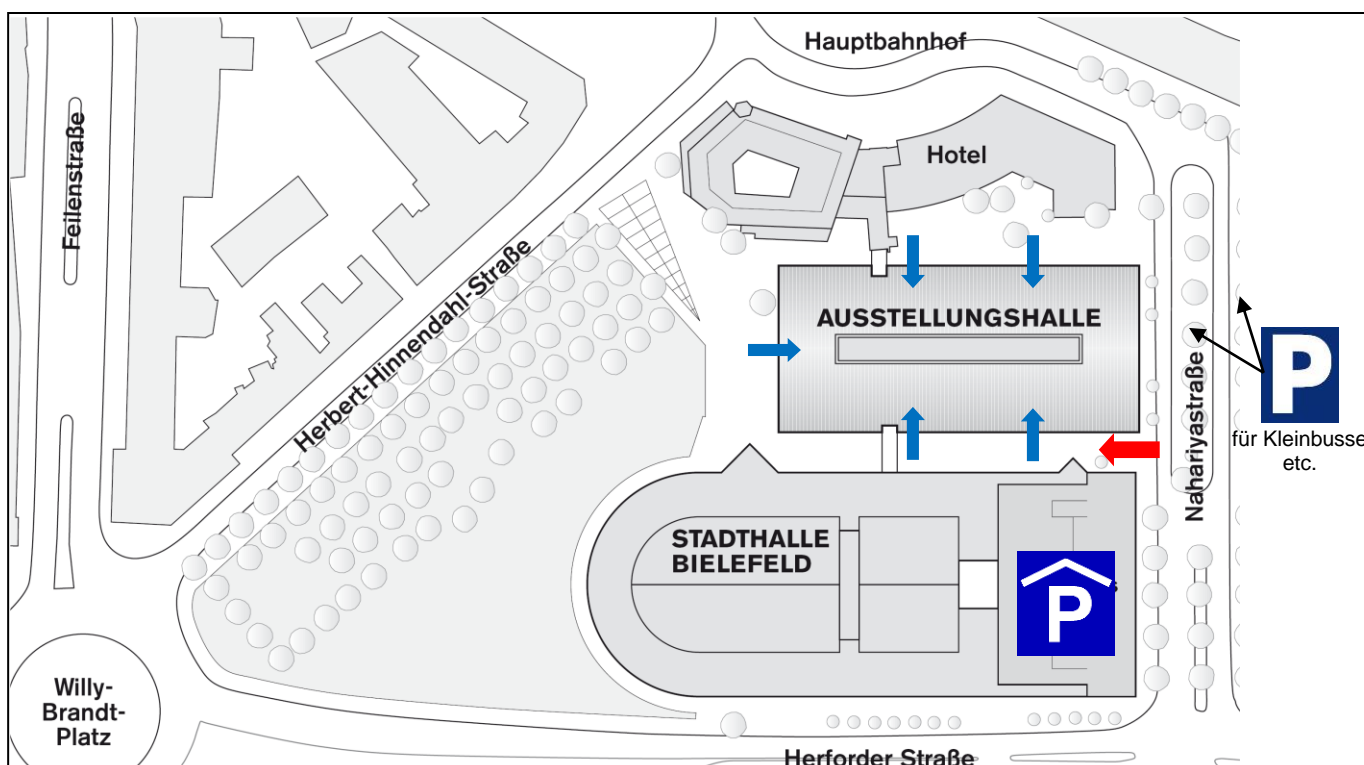 Hauptbahnhof
Feilenstraße
Hotel
Herbert-Hinnendahl-Straße
AUSSTELLUNGSHALLE
Nahariyastraße
P
für Kleinbusse
etc.
STADTHALLE
BIELEFELD
P
Willy-
Brandt-
Platz
Herforder Straße